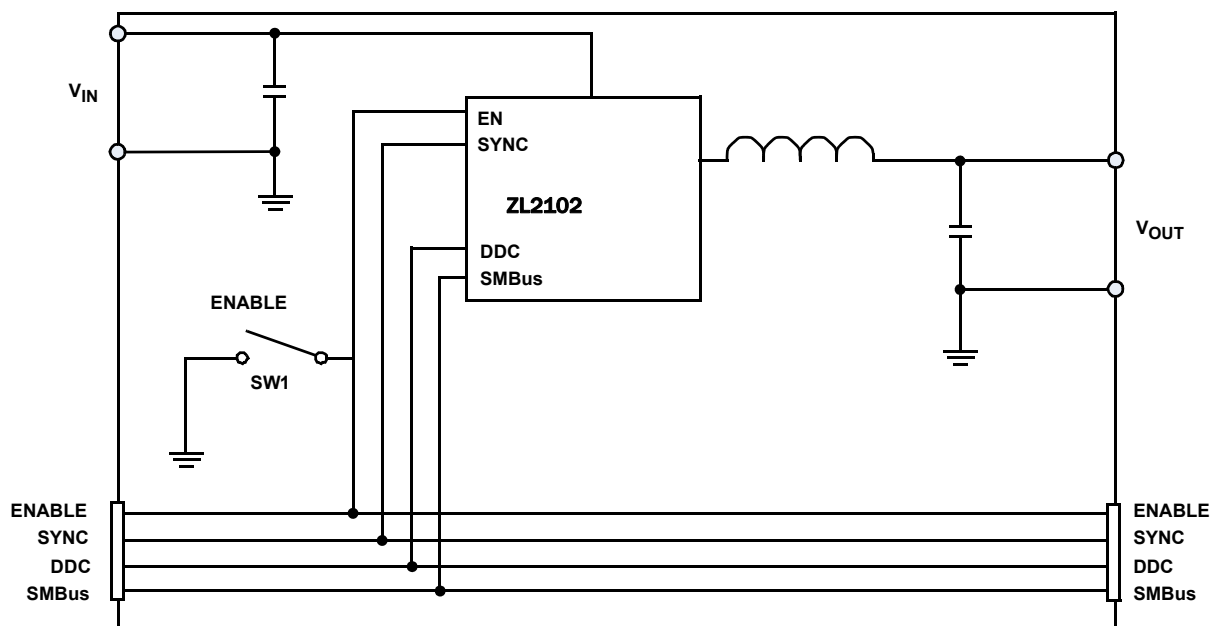 VIN
EN
SYNC
ZL2102
VOUT
DDC
SMBus
ENABLE
SW1
ENABLE
SYNC
DDC
SMBus
ENABLE
SYNC
DDC
SMBus